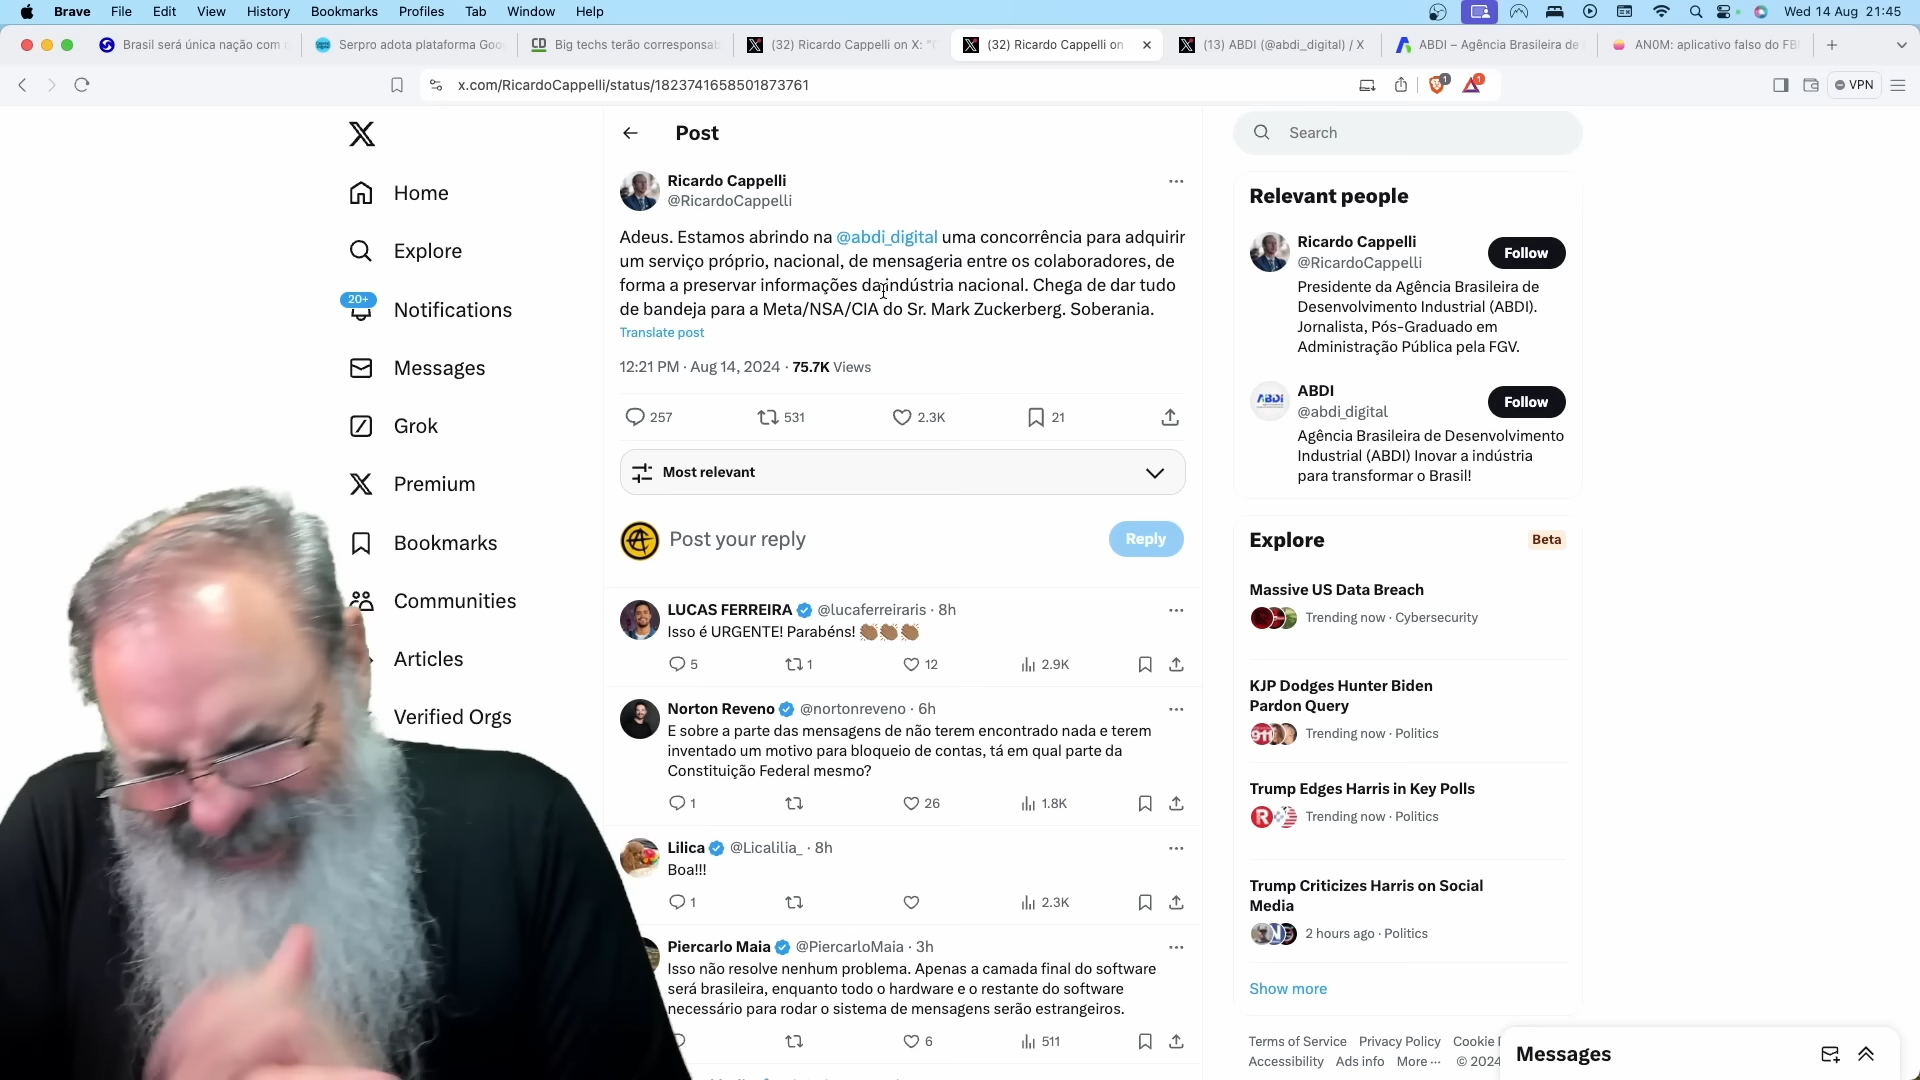 Brave File Edit View History Bookmarks Profiles Tab Window Help Wed 14 Aug 21:45
Brasil será única nação com
Serpro adota plataforma Goo
Big techs terão corresponsab
(32) Ricardo Cappelli on X: "
(32) Ricardo Cappelli on
(13) ABDI (@abdi_digital) / X
ABDI – Agência Brasileira de
AN0M: aplicativo falso do FB
x.com/RicardoCappelli/status/1823741658501873761
1
1
VPN
Home
Explore
20+
Notifications
Messages
Grok
Premium
Bookmarks
Communities
Articles
Verified Orgs
Post
Ricardo Cappelli
@RicardoCappelli
Adeus. Estamos abrindo na @abdi_digital uma concorrência para adquirir
um serviço próprio, nacional, de mensageria entre os colaboradores, de
forma a preservar informações da indústria nacional. Chega de dar tudo
de bandeja para a Meta/NSA/CIA do Sr. Mark Zuckerberg. Soberania.
Translate post
12:21 PM · Aug 14, 2024 · 75.7K Views
257 531 2.3K 21
Most relevant
Post your reply
Reply
LUCAS FERREIRA @lucaferreiraris · 8h
Isso é URGENTE! Parabéns! 👏🏾👏🏾👏🏾
5 1 12 2.9K
Norton Reveno @nortonreveno · 6h
E sobre a parte das mensagens de não terem encontrado nada e terem
inventado um motivo para bloqueio de contas, tá em qual parte da
Constituição Federal mesmo?
1 26 1.8K
Lilica @Licalilia_ · 8h
Boa!!!
1 2.3K
Piercarlo Maia @PiercarloMaia · 3h
Isso não resolve nenhum problema. Apenas a camada final do software
será brasileira, enquanto todo o hardware e o restante do software
necessário para rodar o sistema de mensagens serão estrangeiros.
6 511
Search
Relevant people
Ricardo Cappelli
@RicardoCappelli
Follow
Presidente da Agência Brasileira de
Desenvolvimento Industrial (ABDI).
Jornalista, Pós-Graduado em
Administração Pública pela FGV.
ABDI
ABDI
@abdi_digital
Follow
Agência Brasileira de Desenvolvimento
Industrial (ABDI) Inovar a indústria
para transformar o Brasil!
Explore
Beta
Massive US Data Breach
Trending now · Cybersecurity
KJP Dodges Hunter Biden
Pardon Query
Trending now · Politics
Trump Edges Harris in Key Polls
Trending now · Politics
Trump Criticizes Harris on Social
Media
2 hours ago · Politics
Show more
Terms of Service Privacy Policy Cookie
Accessibility Ads info More ··· © 2024
Messages